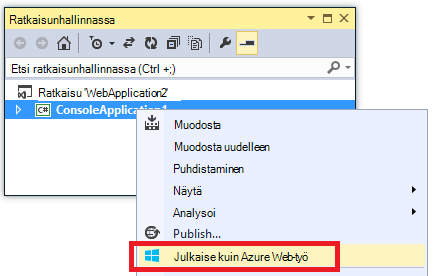 Ratkaisunhallinnassa
Etsi ratkaisunhallinnassa (Ctrl +;)
Ratkaisu 'WebApplication2'
C# ConsoleApplication1
Muodosta
Muodosta uudelleen
Puhdistaminen
Näytä
Analysoi
Publish...
Julkaise kuin Azure Web-työ